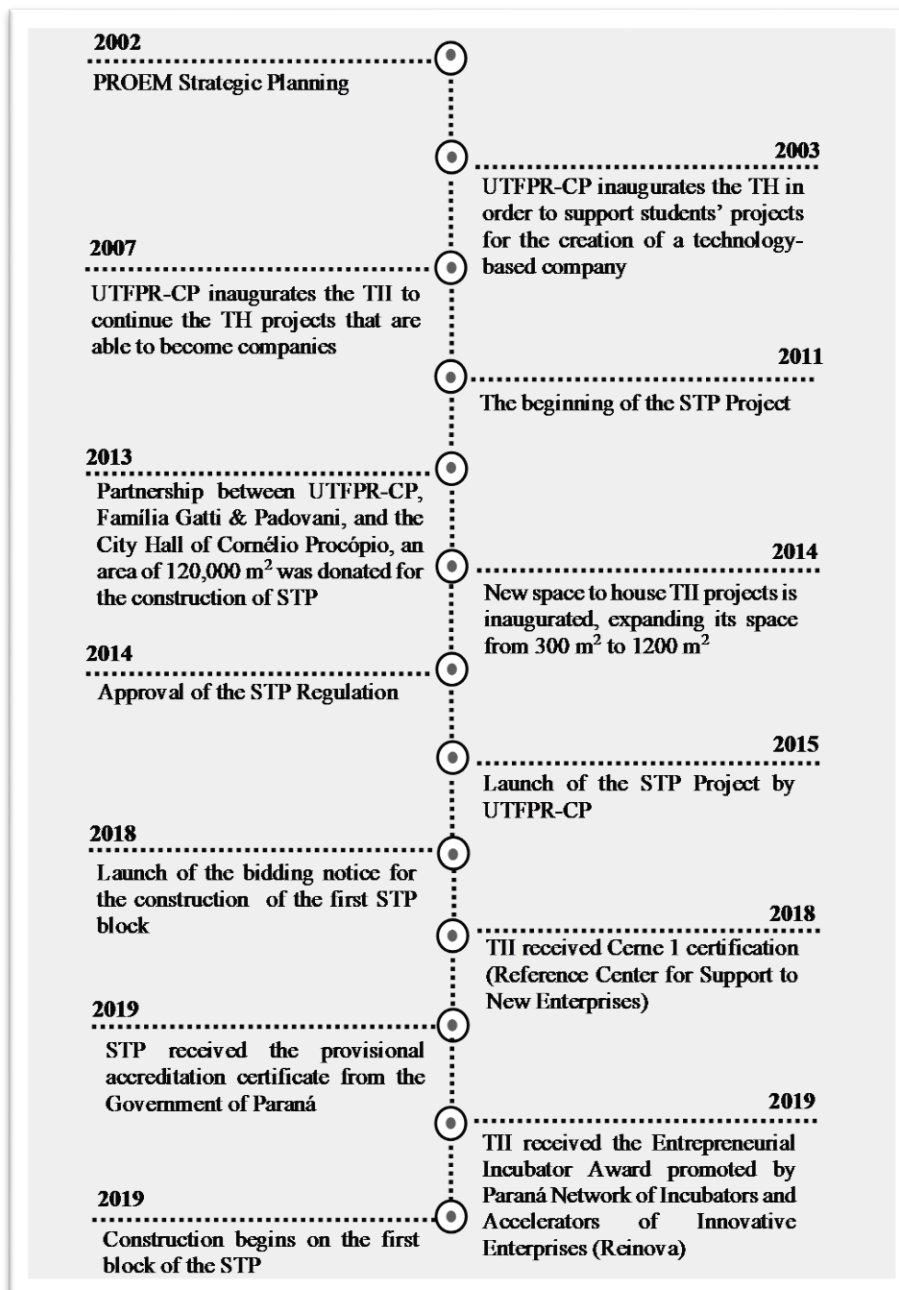 2002
PROEM Strategic Planning
2003
UTFPR-CP inaugurates the TH in
order to support students' projects
for the creation of a technology-
based company
2007
UTFPR-CP inaugurates the TII to
continue the TH projects that are
able to become companies
2011
The beginning of the STP Project
2013
Partnership between UTFPR-CP,
Família Gatti & Padovani, and the
City Hall of Cornélio Procópio, an
area of 120,000 m² was donated for
the construction of STP
2014
New space to house TII projects is
inaugurated, expanding its space
from 300 m² to 1200 m²
2014
Approval of the STP Regulation
2015
Launch of the STP Project by
UTFPR-CP
2018
Launch of the bidding notice for
the construction of the first STP
block
2018
TII received Cerne 1 certification
(Reference Center for Support to
New Enterprises)
2019
STP received the provisional
accreditation certificate from the
Government of Paraná
2019
TII received the Entrepreneurial
Incubator Award promoted by
Paraná Network of Incubators and
Accelerators of Innovative
Enterprises (Reinova)
2019
Construction begins on the first
block of the STP